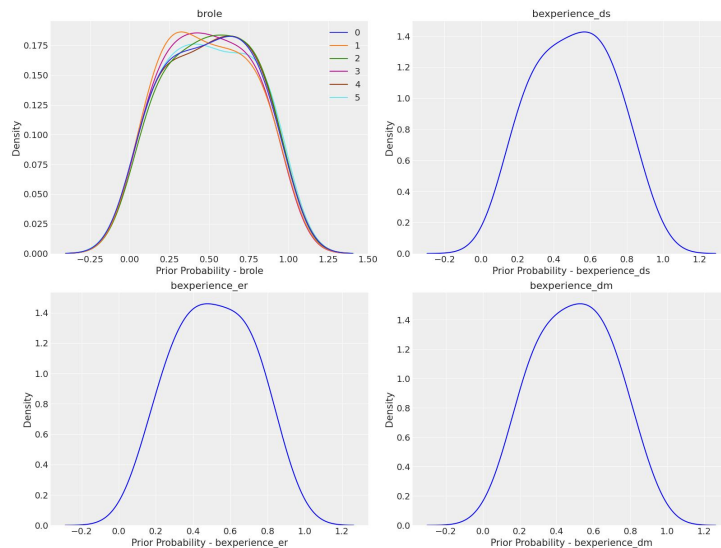 brole
0
1
2
3
4
5
Density
0.175
0.150
0.125
0.100
0.075
0.050
0.025
0.000
−0.25 0.00 0.25 0.50 0.75 1.00 1.25 1.50
Prior Probability - brole
bexperience_ds
Density
1.4
1.2
1.0
0.8
0.6
0.4
0.2
0.0
−0.2 0.0 0.2 0.4 0.6 0.8 1.0 1.2
Prior Probability - bexperience_ds
bexperience_er
Density
1.4
1.2
1.0
0.8
0.6
0.4
0.2
0.0
−0.2 0.0 0.2 0.4 0.6 0.8 1.0 1.2
Prior Probability - bexperience_er
bexperience_dm
Density
1.4
1.2
1.0
0.8
0.6
0.4
0.2
0.0
−0.2 0.0 0.2 0.4 0.6 0.8 1.0 1.2
Prior Probability - bexperience_dm